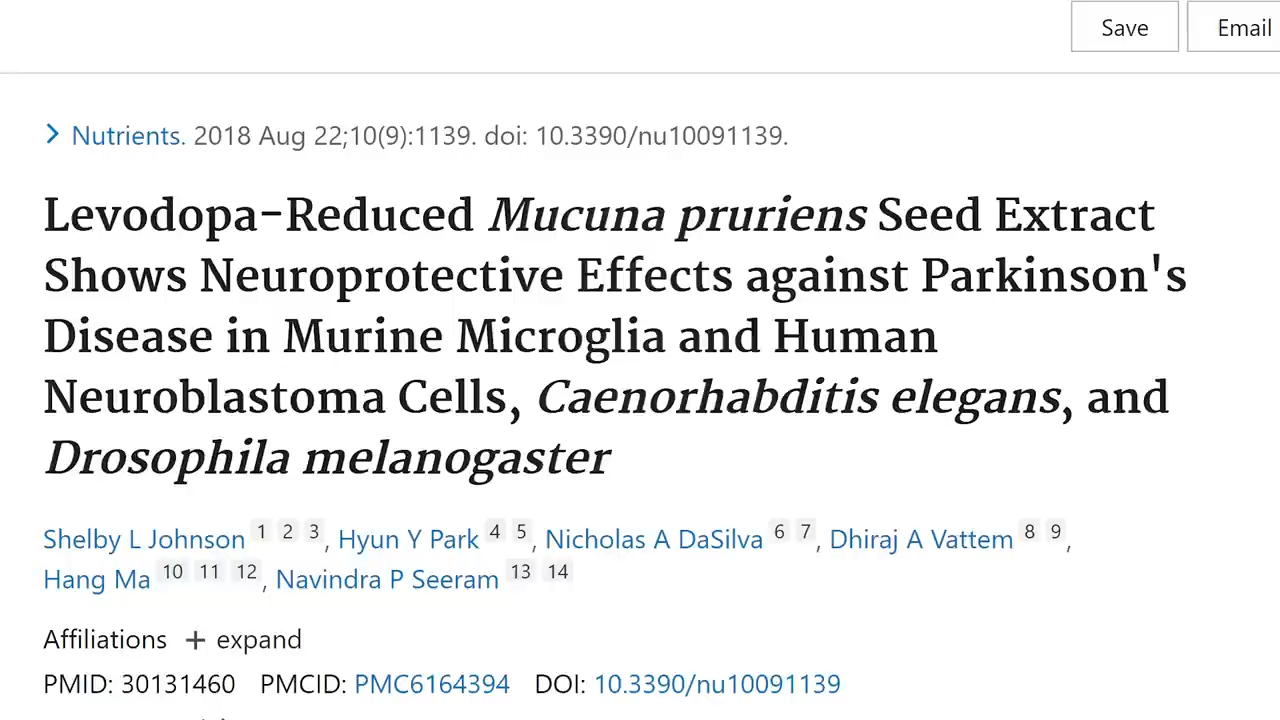 Save Email
Nutrients. 2018 Aug 22;10(9):1139. doi: 10.3390/nu10091139.
Levodopa-Reduced Mucuna pruriens Seed Extract
Shows Neuroprotective Effects against Parkinson's
Disease in Murine Microglia and Human
Neuroblastoma Cells, Caenorhabditis elegans, and
Drosophila melanogaster
Shelby L Johnson 1 2 3, Hyun Y Park 4 5, Nicholas A DaSilva 6 7, Dhiraj A Vattem 8 9,
Hang Ma 10 11 12, Navindra P Seeram 13 14
Affiliations + expand
PMID: 30131460 PMCID: PMC6164394 DOI: 10.3390/nu10091139